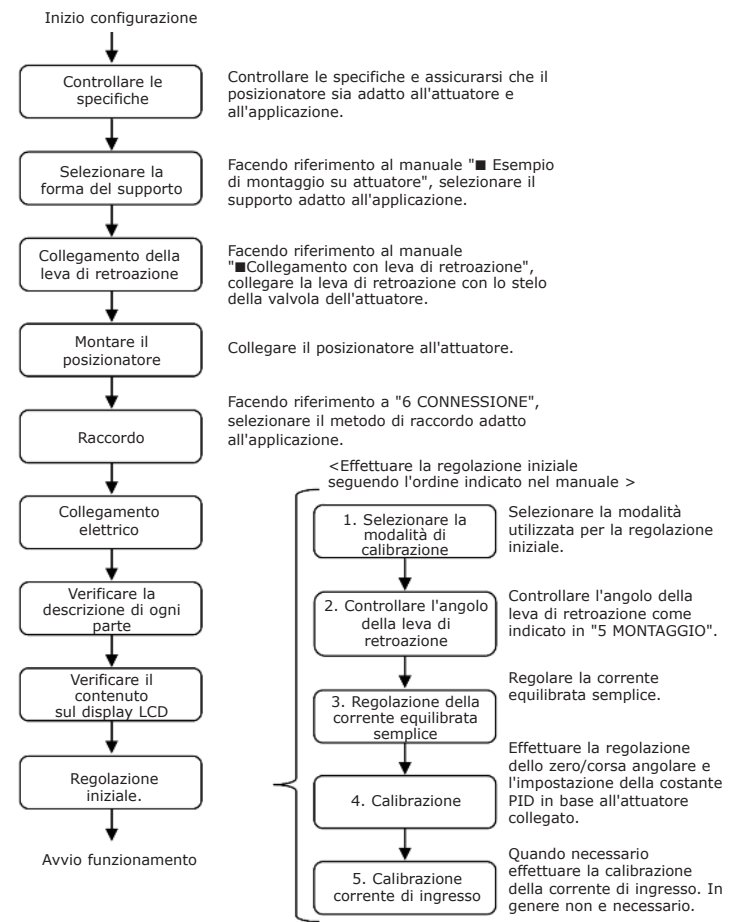 Inizio configurazione
Controllare le
specifiche
Controllare le specifiche e assicurarsi che il
posizionatore sia adatto all'attuatore e
all'applicazione.
Selezionare la
forma del supporto
Facendo riferimento al manuale "■ Esempio
di montaggio su attuatore", selezionare il
supporto adatto all'applicazione.
Collegamento della
leva di retroazione
Facendo riferimento al manuale
"■Collegamento con leva di retroazione",
collegare la leva di retroazione con lo stelo
della valvola dell'attuatore.
Montare il
posizionatore
Collegare il posizionatore all'attuatore.
Raccordo
Facendo riferimento a "6 CONNESSIONE",
selezionare il metodo di raccordo adatto
all'applicazione.
Collegamento
elettrico
Verificare la
descrizione di ogni
parte
Verificare il
contenuto
sul display LCD
Regolazione
iniziale.
Avvio funzionamento
<Effettuare la regolazione iniziale
seguendo l'ordine indicato nel manuale >
1. Selezionare la
modalità di
calibrazione
Selezionare la modalità
utilizzata per la regolazione
iniziale.
2. Controllare l'angolo
della leva di
retroazione
Controllare l'angolo della
leva di retroazione come
indicato in "5 MONTAGGIO".
3. Regolazione della
corrente equilibrata
semplice
Regolare la corrente
equilibrata semplice.
4. Calibrazione
Effettuare la regolazione
dello zero/corsa angolare e
l'impostazione della costante
PID in base all'attuatore
collegato.
5. Calibrazione
corrente di ingresso
Quando necessario
effettuare la calibrazione
della corrente di ingresso. In
genere non e necessario.